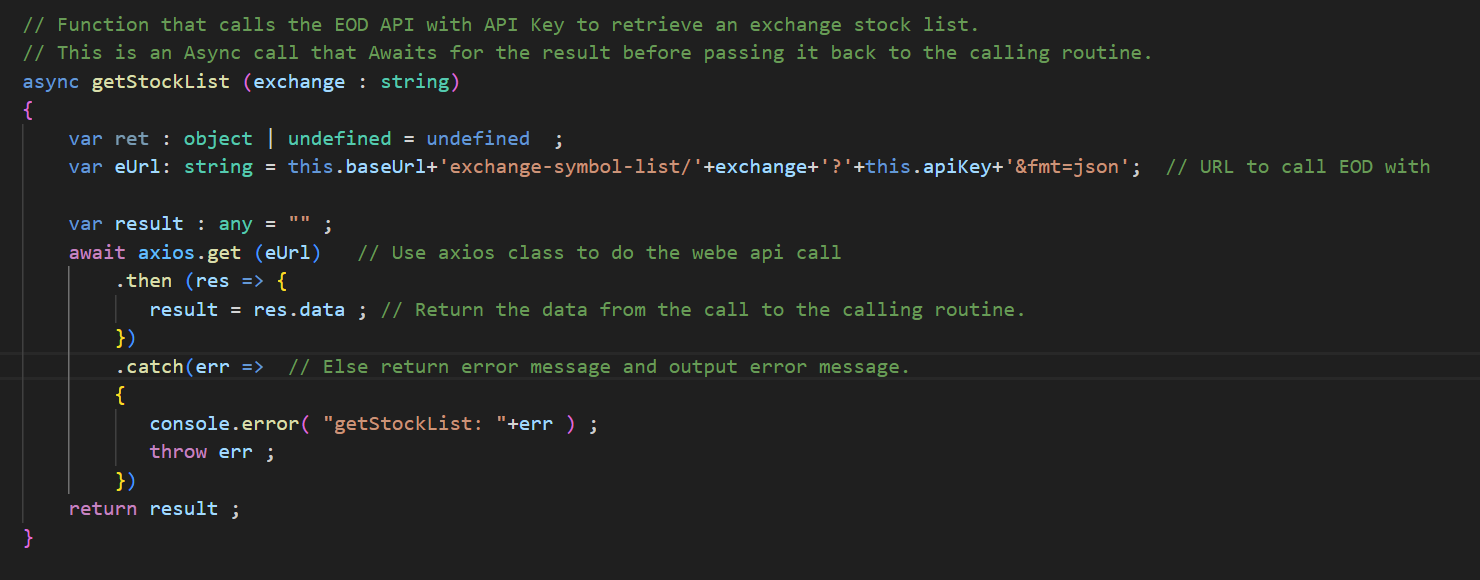 // Function that calls the EOD API with API Key to retrieve an exchange stock list.
// This is an Async call that Awaits for the result before passing it back to the calling routine.
async getStockList (exchange : string)
{
    var ret : object | undefined = undefined  ;
    var eUrl: string = this.baseUrl+'exchange-symbol-list/'+exchange+'?'+this.apiKey+'&fmt=json';  // URL to call EOD with
    var result : any = "" ;
    await axios.get (eUrl)   // Use axios class to do the webe api call
        .then (res => {
           result = res.data ; // Return the data from the call to the calling routine.
        })
        .catch(err =>  // Else return error message and output error message.
        {
           console.error( "getStockList: "+err ) ;
           throw err ;
        })
    return result ;
}